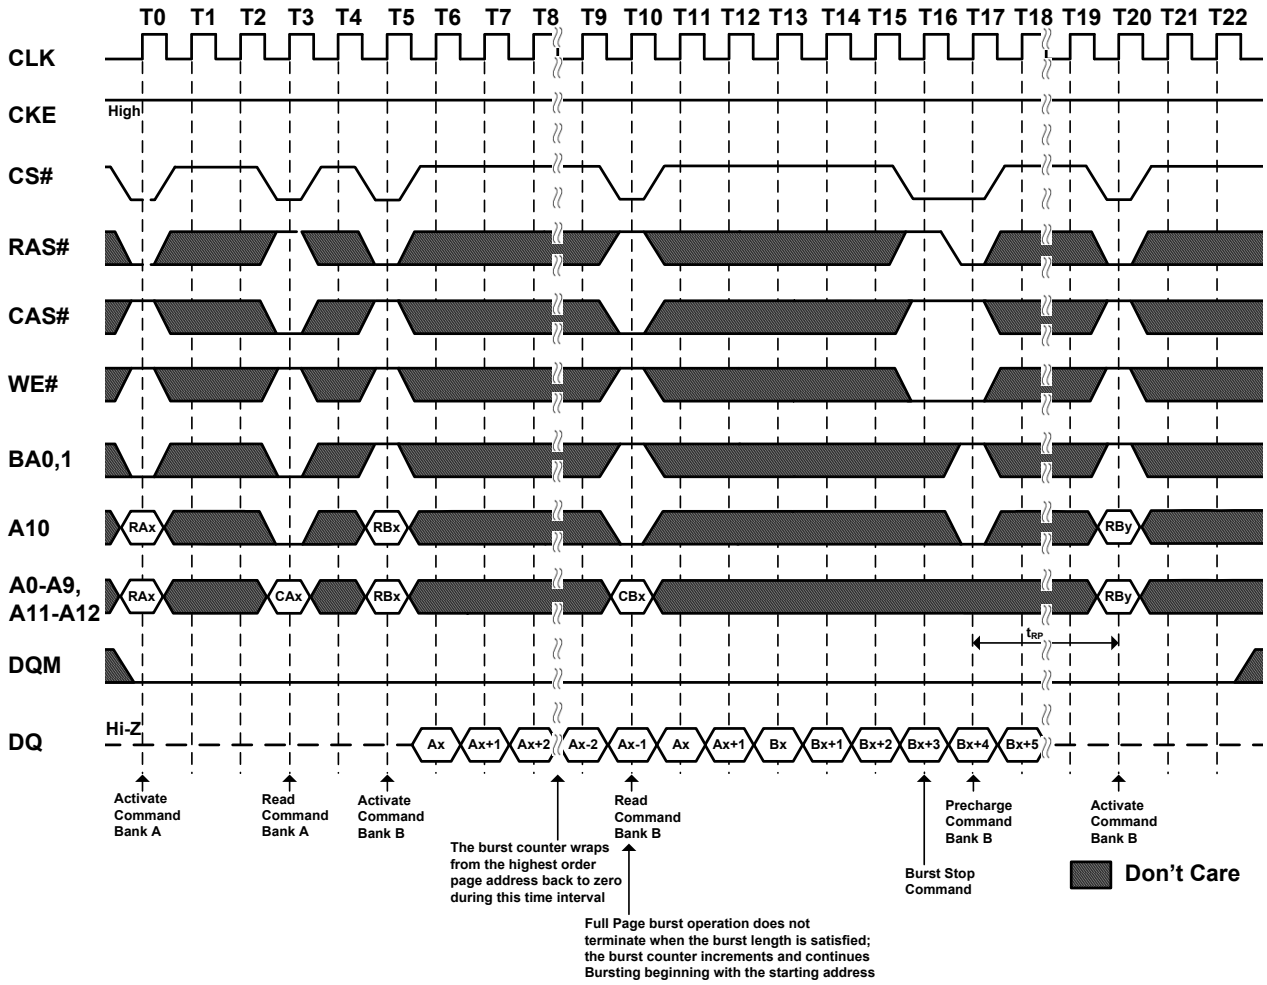 T0 T1 T2 T3 T4 T5 T6 T7 T8 T9 T10 T11 T12 T13 T14 T15 T16 T17 T18 T19 T20 T21 T22
CLK
CKE
High
CS#
RAS#
CAS#
WE#
BA0,1
A10
RAx RBx RBy
A0-A9,
A11-A12
RAx CAx RBx CBx RBy
tRP
DQM
DQ
Hi-Z
Ax Ax+1 Ax+2 Ax-2 Ax-1 Ax Ax+1 Bx Bx+1 Bx+2 Bx+3 Bx+4 Bx+5
Activate
Command
Bank A
Read
Command
Bank A
Activate
Command
Bank B
The burst counter wraps
from the highest order
page address back to zero
during this time interval
Read
Command
Bank B
Full Page burst operation does not
terminate when the burst length is satisfied;
the burst counter increments and continues
Bursting beginning with the starting address
Burst Stop
Command
Precharge
Command
Bank B
Activate
Command
Bank B
Don't Care